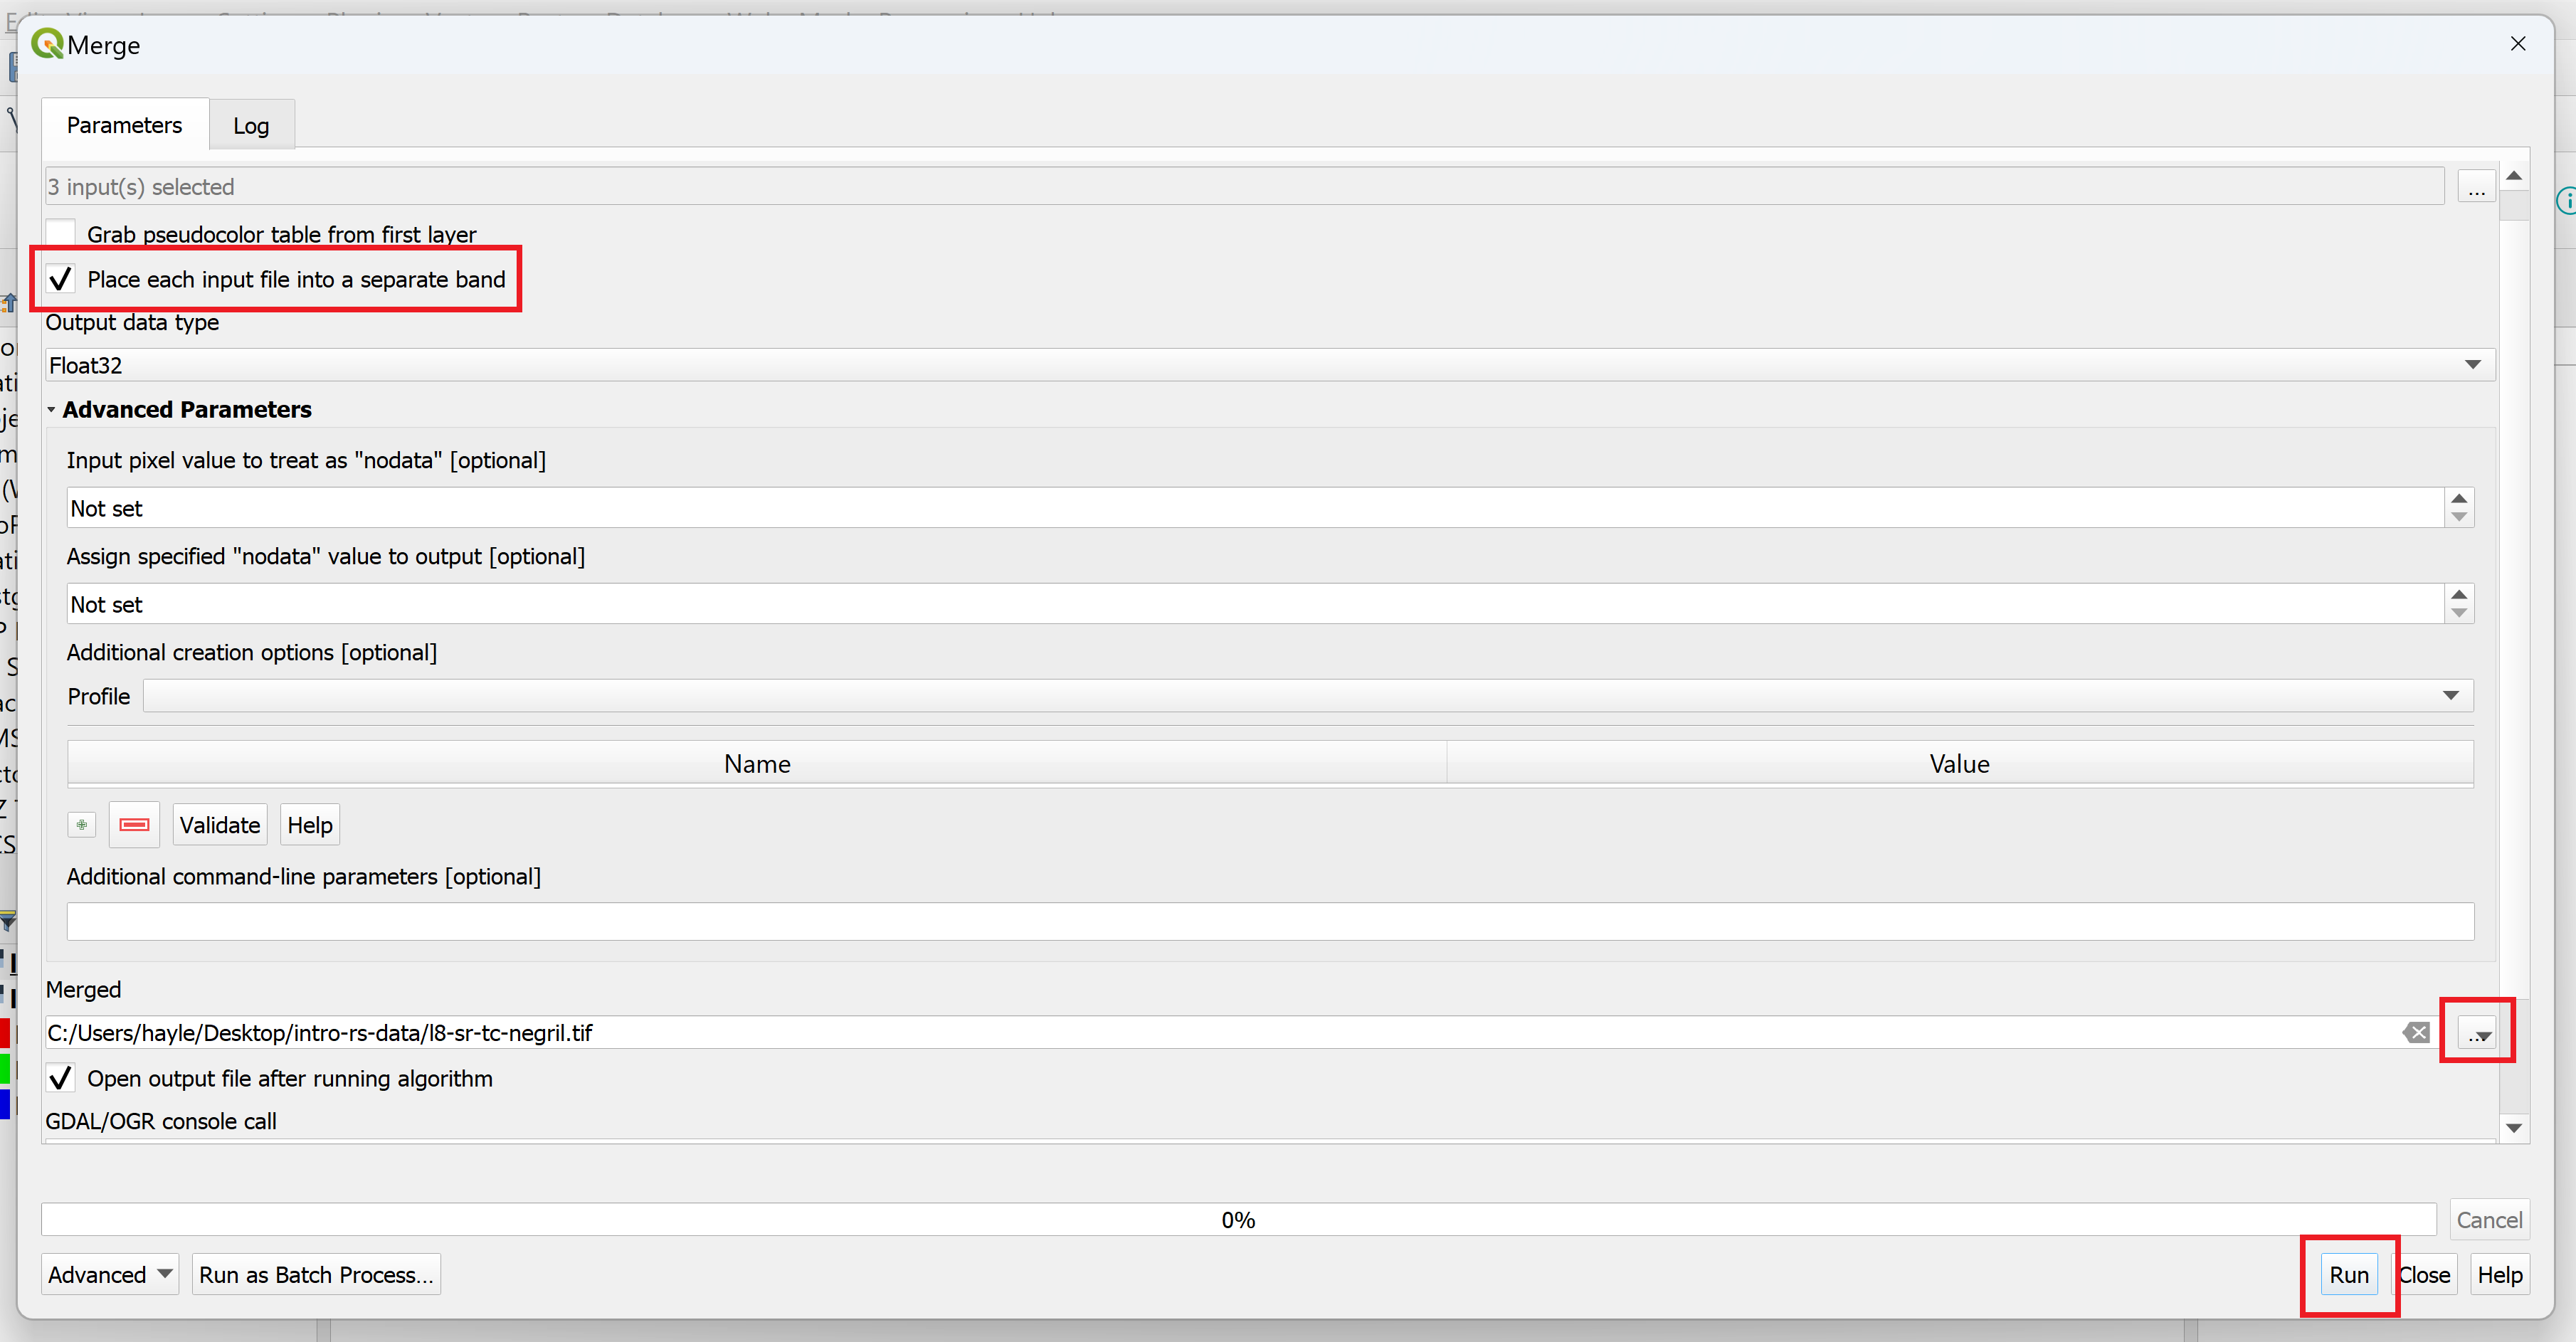 Merge
Parameters
Log
3 input(s) selected
...
Grab pseudocolor table from first layer
Place each input file into a separate band
Output data type
Float32
Advanced Parameters
Input pixel value to treat as "nodata" [optional]
Not set
Assign specified "nodata" value to output [optional]
Not set
Additional creation options [optional]
Profile
Name Value
Validate Help
Additional command-line parameters [optional]
Merged
C:/Users/hayle/Desktop/intro-rs-data/l8-sr-tc-negril.tif
...
Open output file after running algorithm
GDAL/OGR console call
0%
Cancel
Advanced Run as Batch Process... Run Close Help